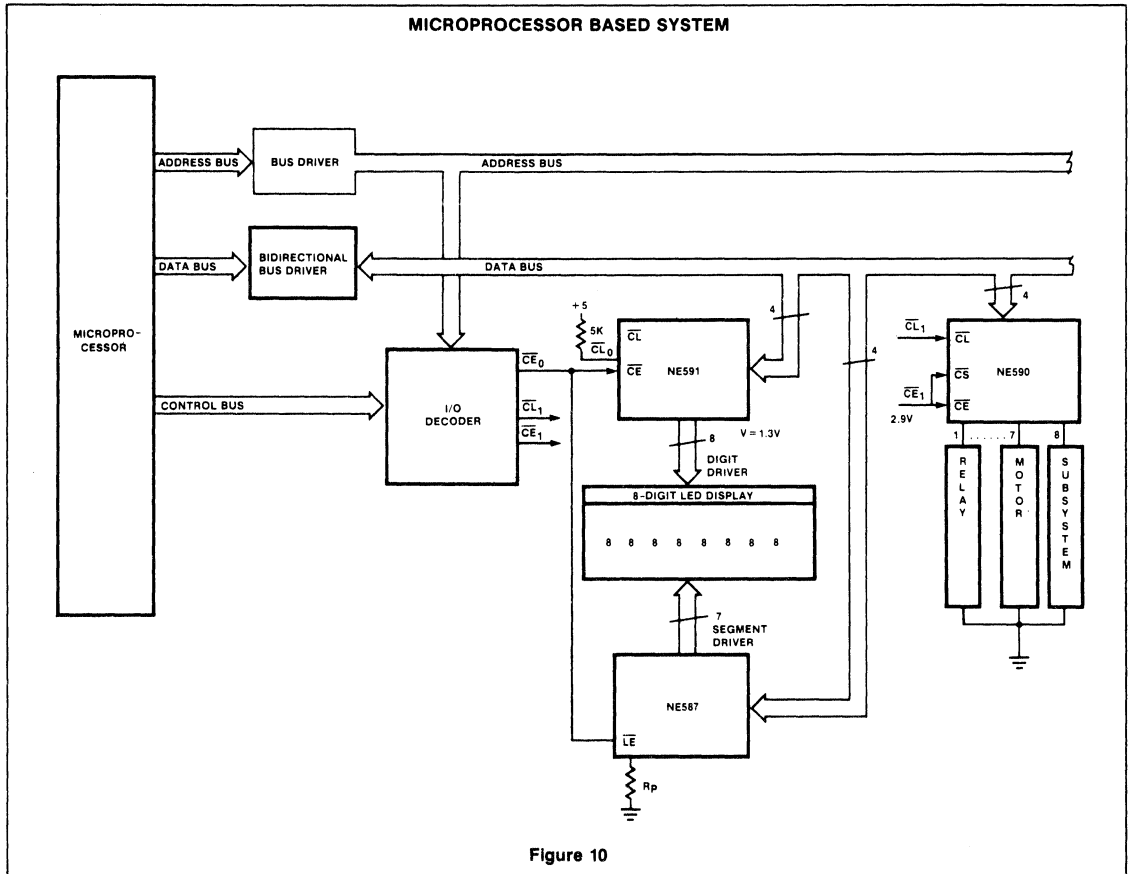 MICROPROCESSOR BASED SYSTEM
ADDRESS BUS
BUS DRIVER
ADDRESS BUS
DATA BUS
BIDIRECTIONAL
BUS DRIVER
DATA BUS
MICROPRO-
CESSOR
CONTROL BUS
I/O
DECODER
CE0
CL1
CE1
+5
5K
CL0
CL
CE
NE591
4
4
4
8
V = 1.3V
DIGIT
DRIVER
8-DIGIT LED DISPLAY
8 8 8 8 8 8 8 8
7
SEGMENT
DRIVER
NE587
LE
Rp
CL1
CL
CS
NE590
CE1
CE
2.9V
1 ....... 7 8
RELAY
MOTOR
SUBSYSTEM
Figure 10